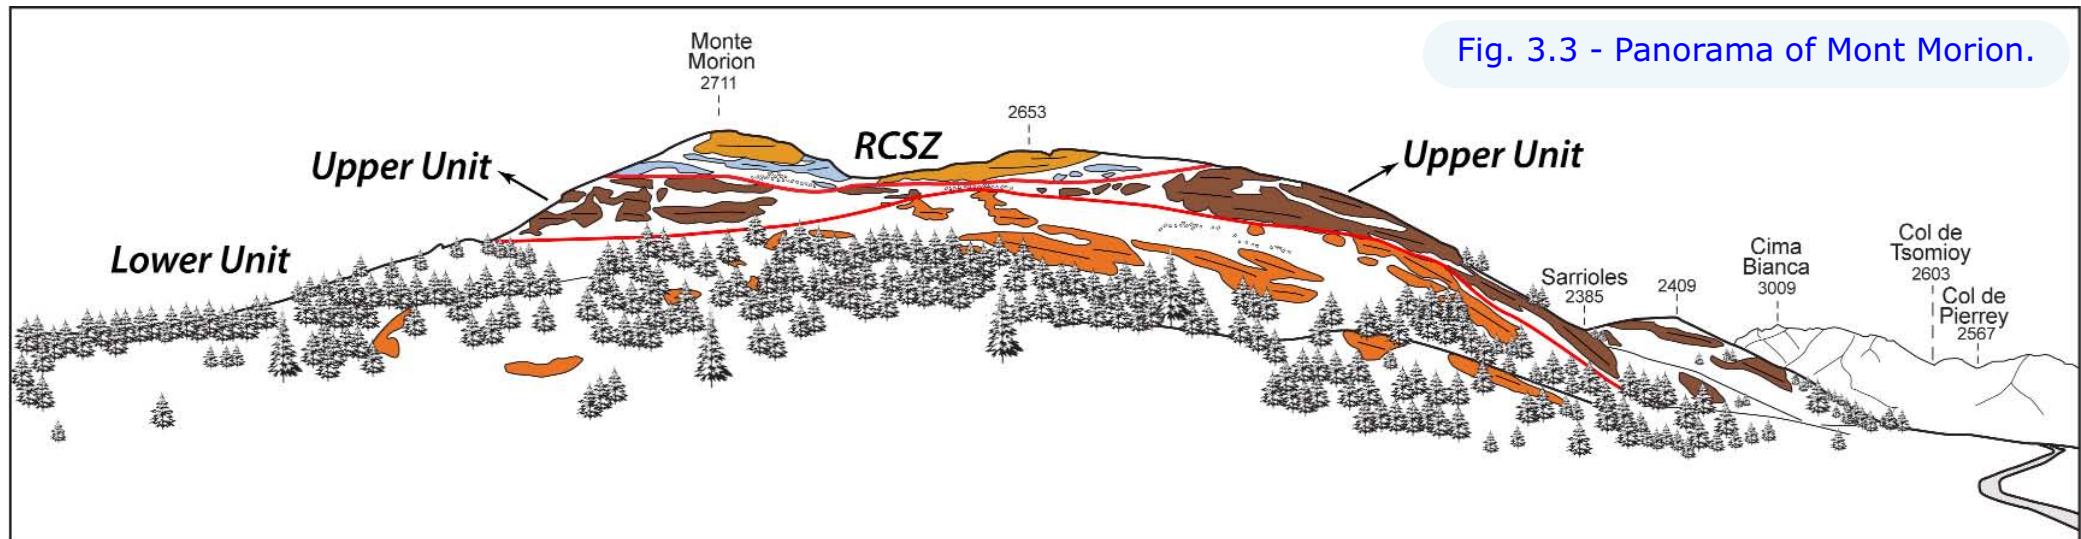 Fig. 3.3 - Panorama of Mont Morion.
Monte
Morion
2711
2653
RCSZ
Upper Unit
Upper Unit
Lower Unit
Sarrioles
2385
2409
Cima
Bianca
3009
Col de
Tsomioy
2603
Col de
Pierrey
2567